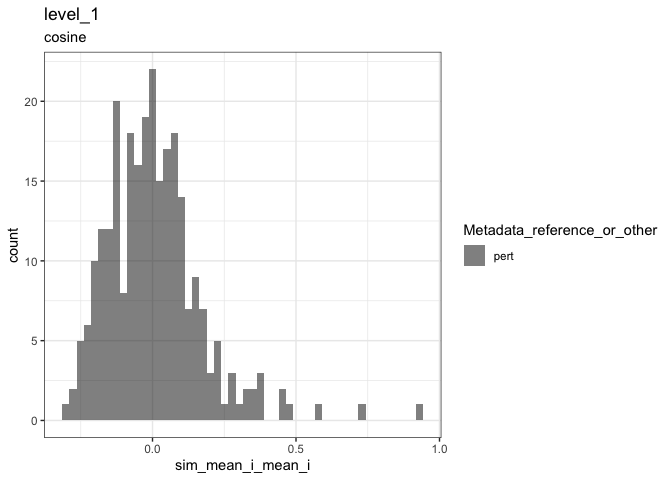 level_1
cosine
20
15
10
5
0
count
0.0
0.5
1.0
sim_mean_i_mean_i
Metadata_reference_or_other
pert